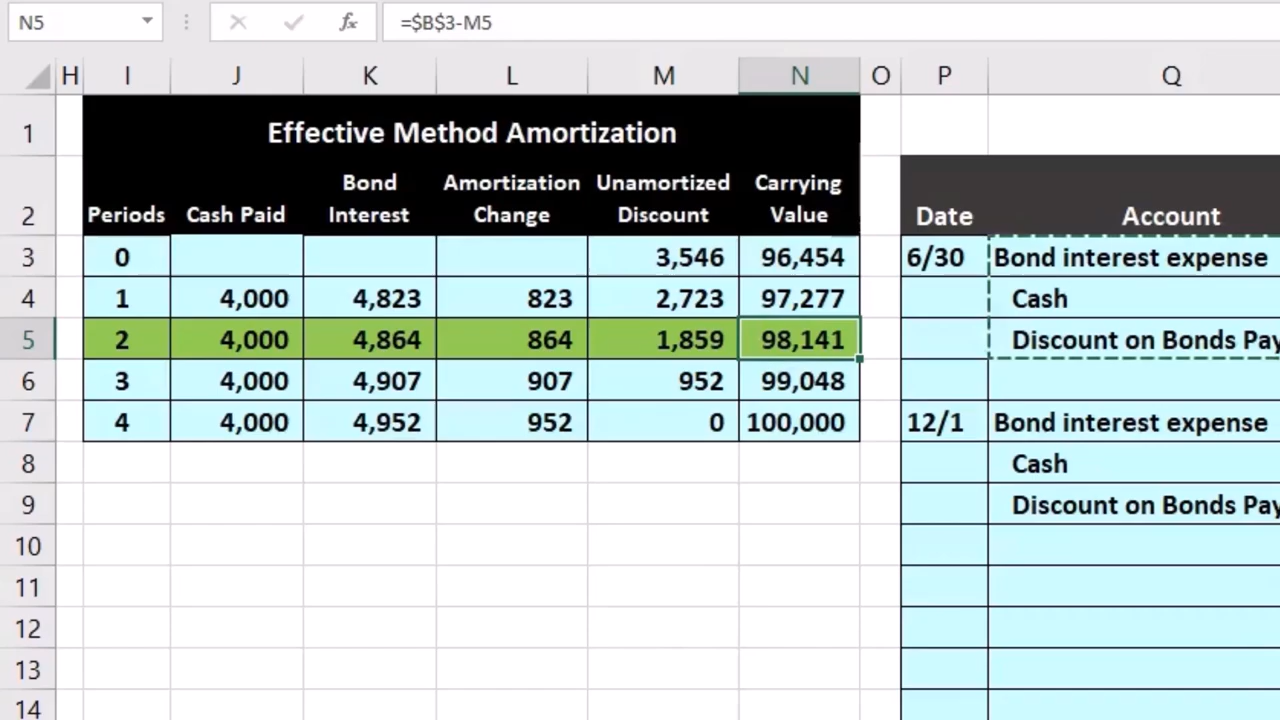 N5 fx =$B$3-M5
H I J K L M N O P Q
1 Effective Method Amortization
Bond Amortization Unamortized Carrying
2 Periods Cash Paid Interest Change Discount Value Date Account
3 0 3,546 96,454 6/30 Bond interest expense
4 1 4,000 4,823 823 2,723 97,277 Cash
5 2 4,000 4,864 864 1,859 98,141 Discount on Bonds Pay
6 3 4,000 4,907 907 952 99,048
7 4 4,000 4,952 952 0 100,000 12/1 Bond interest expense
8 Cash
9 Discount on Bonds Pay
10
11
12
13
14